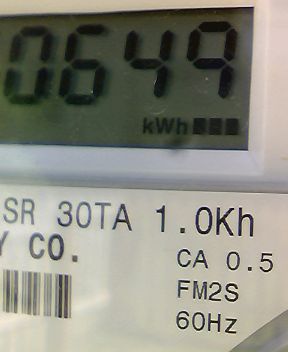 0649
kWh
SR 30TA 1.0Kh
Y CO.
CA 0.5
FM2S
60Hz